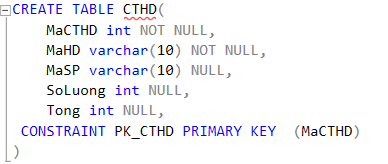 CREATE TABLE CTHD(
MaCTHD int NOT NULL,
MaHD varchar(10) NOT NULL,
MaSP varchar(10) NULL,
SoLuong int NULL,
Tong int NULL,
CONSTRAINT PK_CTHD PRIMARY KEY  (MaCTHD)
)